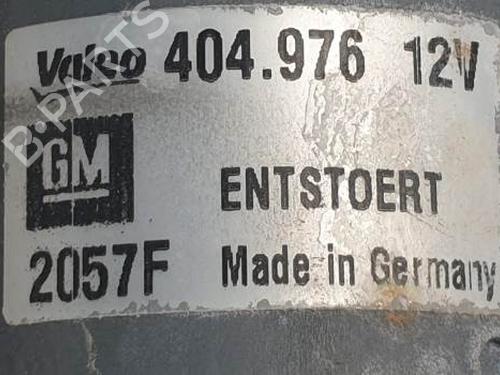 Valeo 404.976 12V
GM ENTSTOERT
2057F Made in Germany
B-PARTS